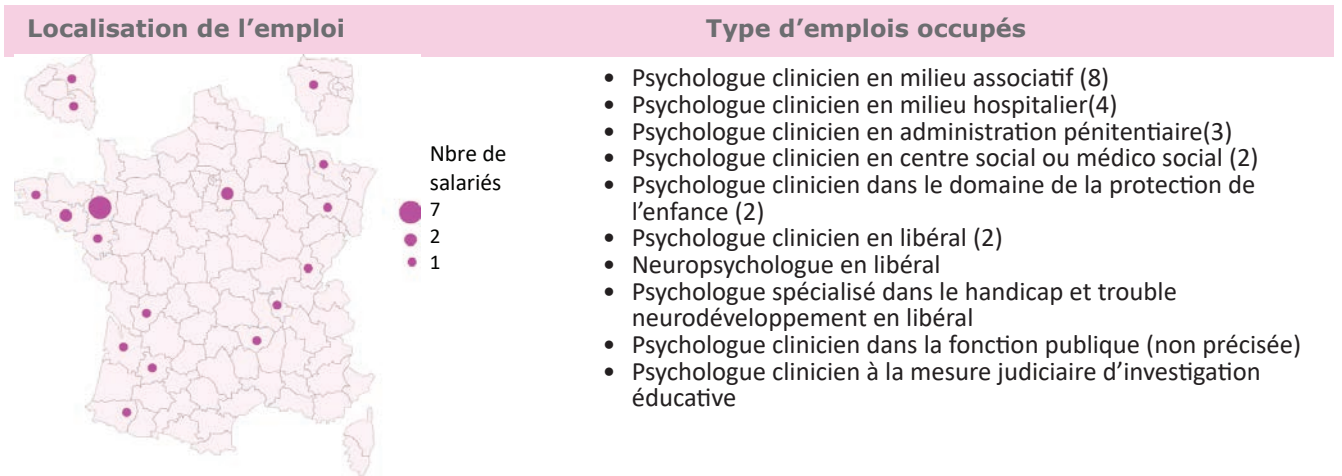 Localisation de l’emploi
Type d’emplois occupés
Nbre de
salariés
7
2
1
• Psychologue clinicien en milieu associatif (8)
• Psychologue clinicien en milieu hospitalier(4)
• Psychologue clinicien en administration pénitentiaire(3)
• Psychologue clinicien en centre social ou médico social (2)
• Psychologue clinicien dans le domaine de la protection de
l’enfance (2)
• Psychologue clinicien en libéral (2)
• Neuropsychologue en libéral
• Psychologue spécialisé dans le handicap et trouble
neurodéveloppement en libéral
• Psychologue clinicien dans la fonction publique (non précisée)
• Psychologue clinicien à la mesure judiciaire d’investigation
éducative